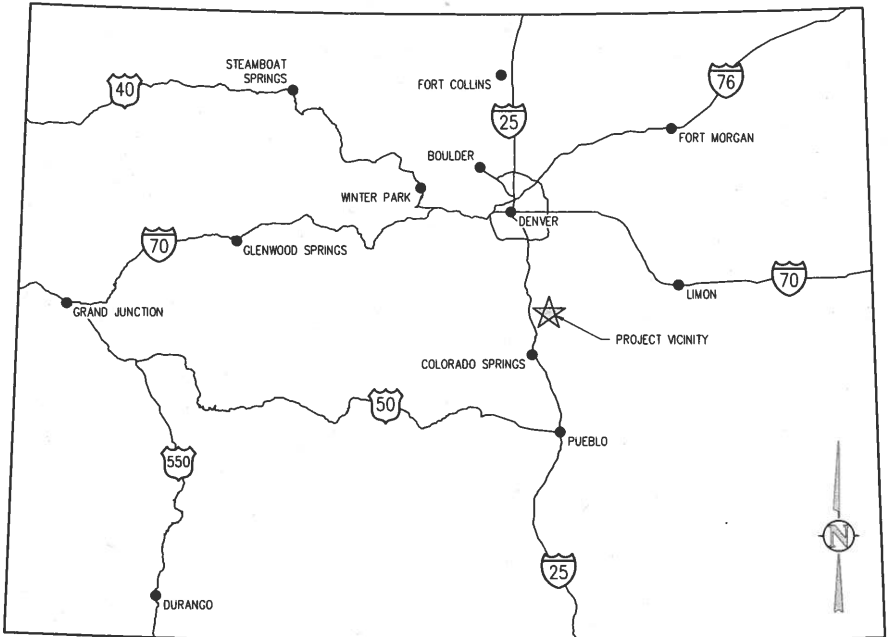 STEAMBOAT
SPRINGS
40
FORT COLLINS
76
25
FORT MORGAN
BOULDER
WINTER PARK
DENVER
70
GLENWOOD SPRINGS
70
LIMON
GRAND JUNCTION
PROJECT VICINITY
COLORADO SPRINGS
50
PUEBLO
550
N
25
DURANGO